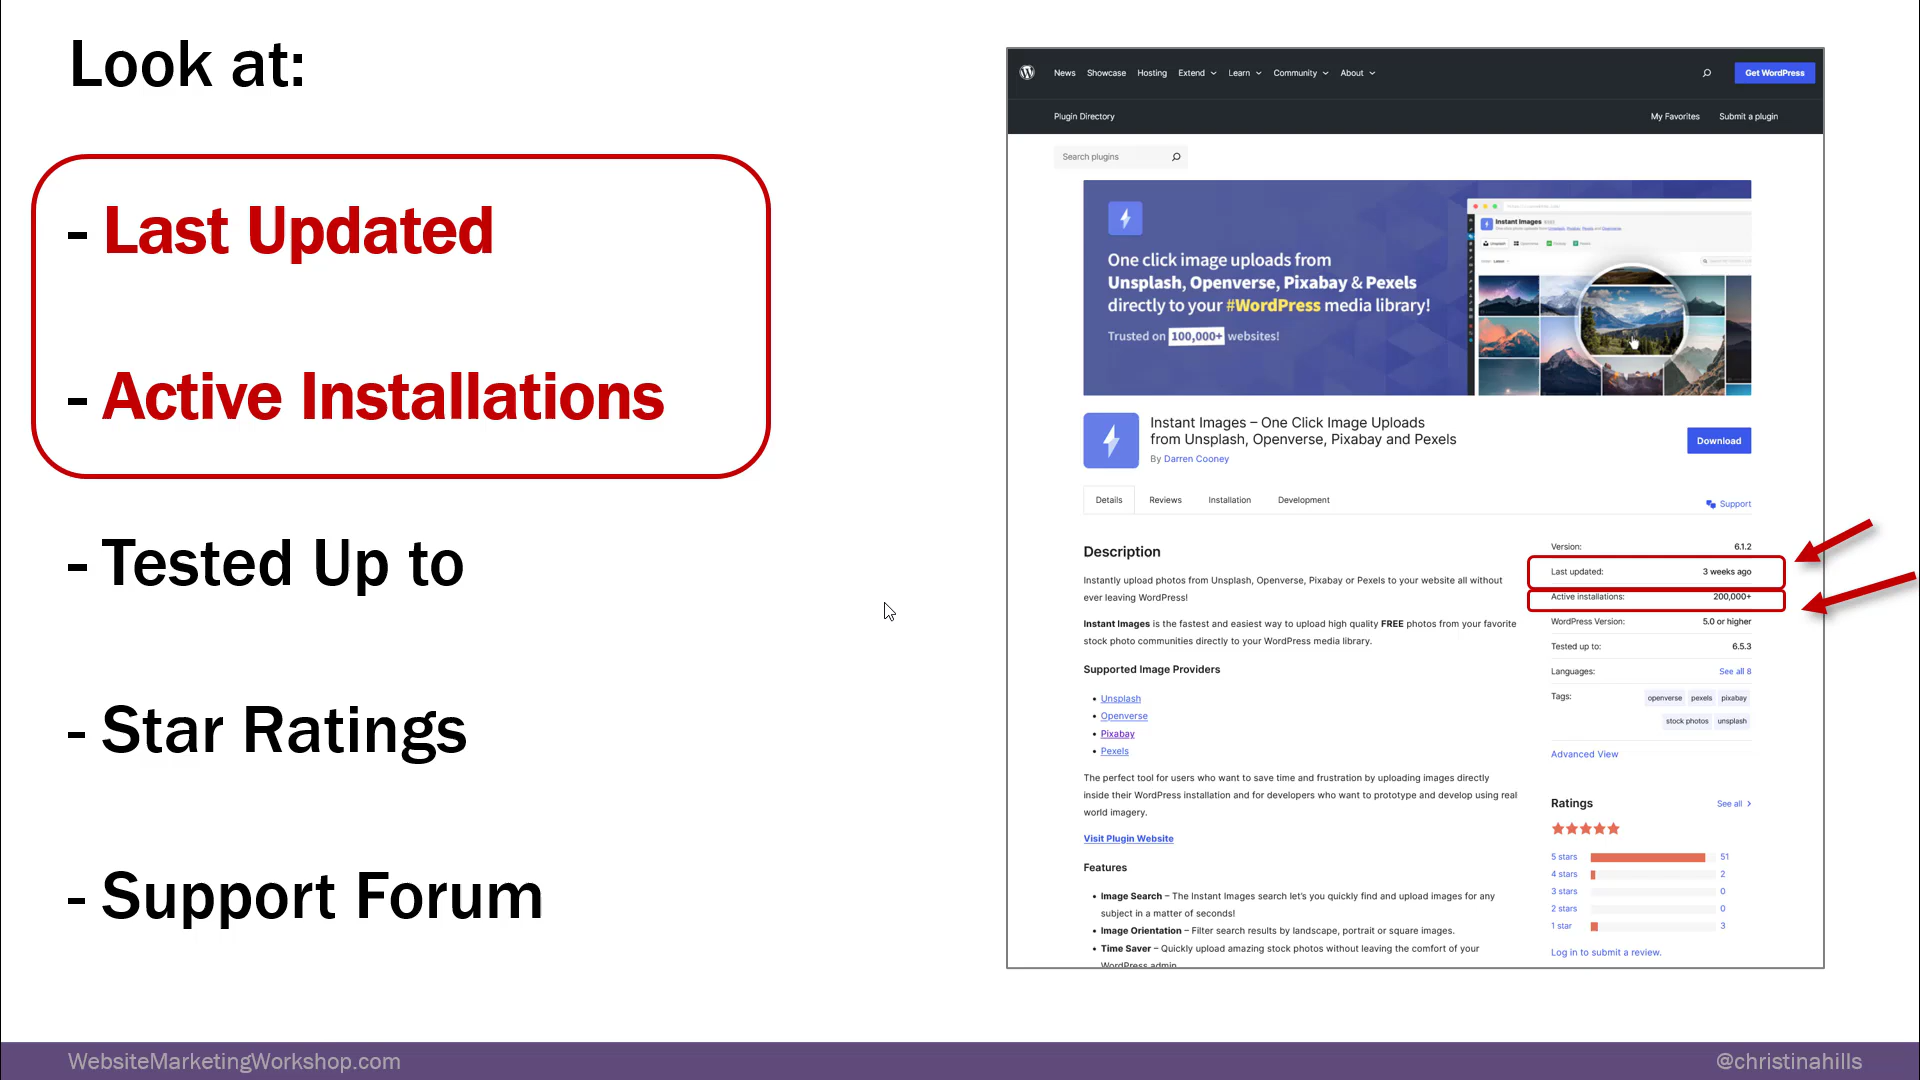 Look at:
- Last Updated
- Active Installations
- Tested Up to
- Star Ratings
- Support Forum
News Showcase Hosting Extend Learn Community About
Get WordPress
Plugin Directory
My Favorites Submit a plugin
Search plugins
One click image uploads from
Unsplash, Openverse, Pixabay & Pexels
directly to your #WordPress media library!
Trusted on 100,000+ websites!
Instant Images
Instant Images – One Click Image Uploads
from Unsplash, Openverse, Pixabay and Pexels
By Darren Cooney
Download
Details Reviews Installation Development
Support
Description
Instantly upload photos from Unsplash, Openverse, Pixabay or Pexels to your website all without
ever leaving WordPress!
Instant Images is the fastest and easiest way to upload high quality FREE photos from your favorite
stock photo communities directly to your WordPress media library.
Supported Image Providers
• Unsplash
• Openverse
• Pixabay
• Pexels
The perfect tool for users who want to save time and frustration by uploading images directly
inside their WordPress installation and for developers who want to prototype and develop using real
world imagery.
Visit Plugin Website
Features
• Image Search – The Instant Images search let's you quickly find and upload images for any
subject in a matter of seconds!
• Image Orientation – Filter search results by landscape, portrait or square images.
• Time Saver – Quickly upload amazing stock photos without leaving the comfort of your
WordPress admin
Version: 6.1.2
Last updated: 3 weeks ago
Active installations: 200,000+
WordPress Version: 5.0 or higher
Tested up to: 6.5.3
Languages: See all 8
Tags: openverse pexels pixabay
stock photos unsplash
Advanced View
Ratings See all
5 stars 51
4 stars 2
3 stars 0
2 stars 0
1 star 3
Log in to submit a review.
WebsiteMarketingWorkshop.com
@christinahills